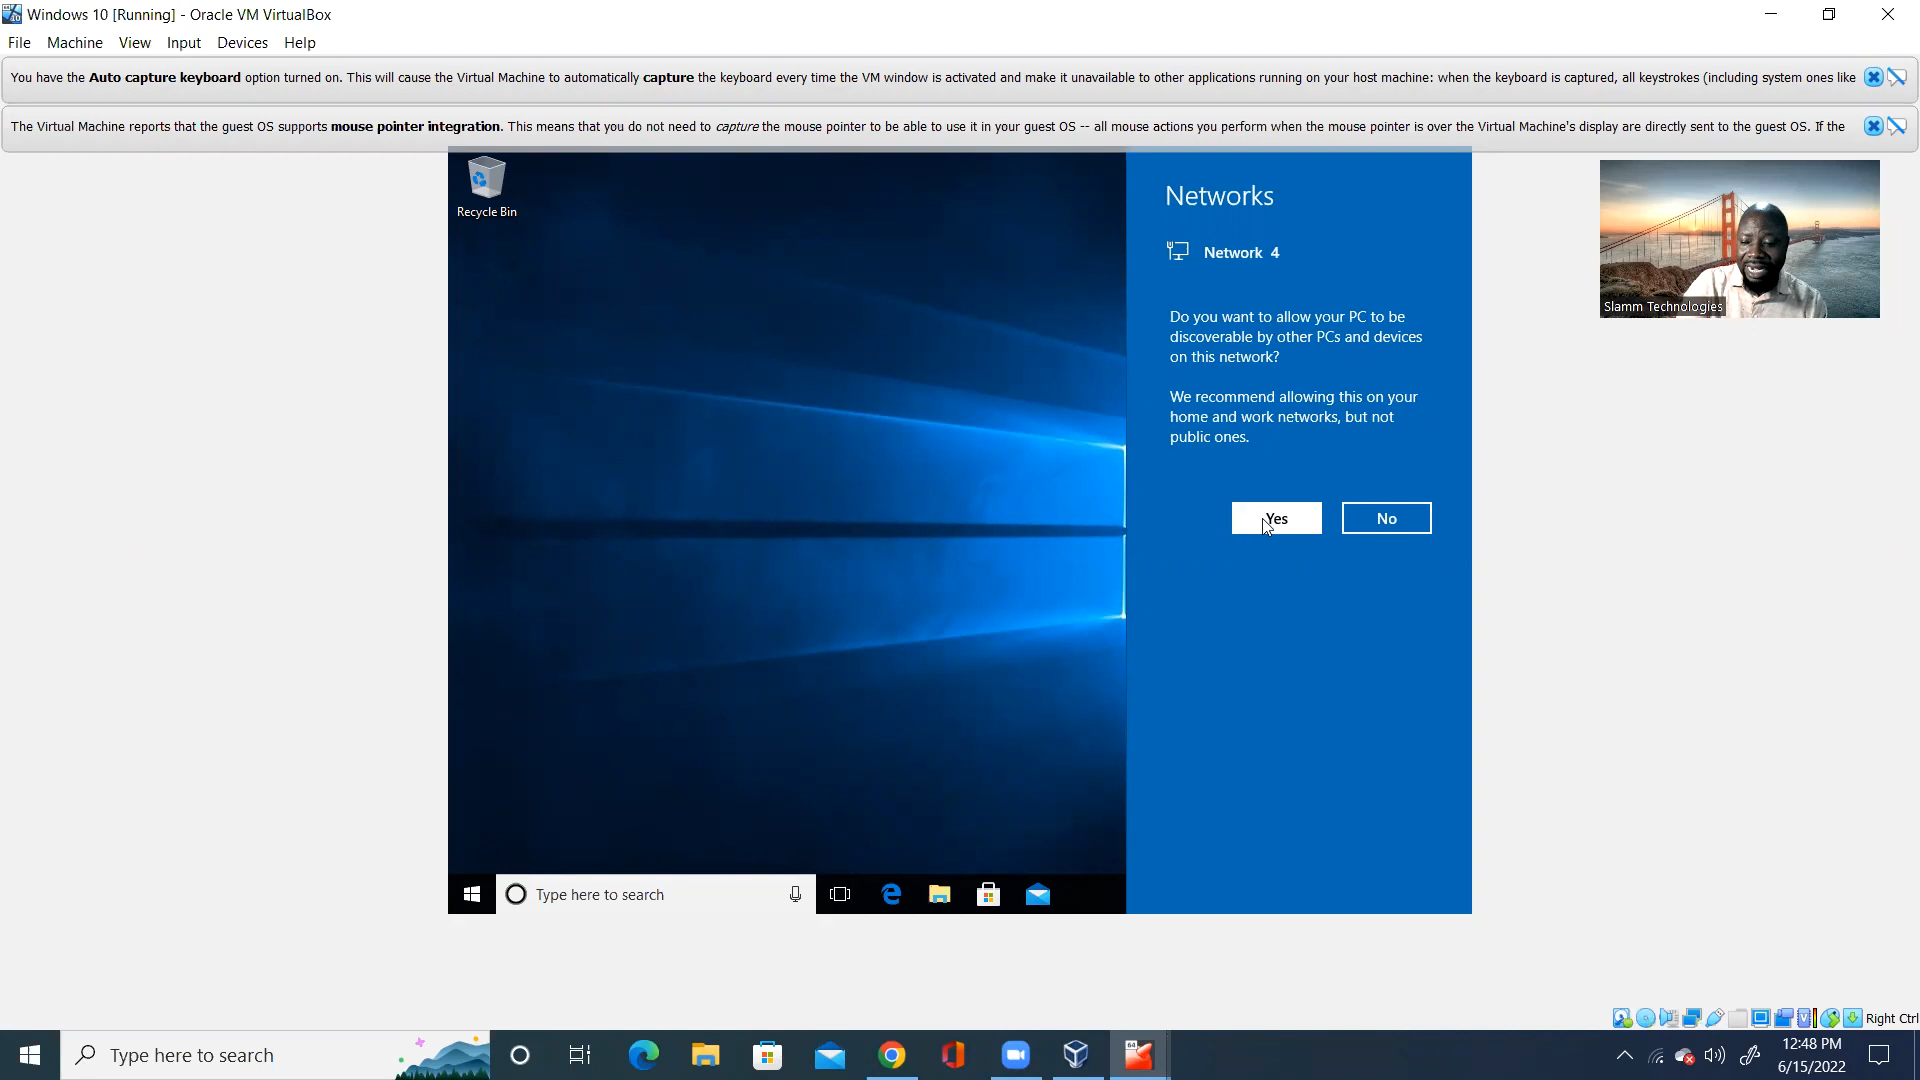 Windows 10 [Running] - Oracle VM VirtualBox
File Machine View Input Devices Help
You have the Auto capture keyboard option turned on. This will cause the Virtual Machine to automatically capture the keyboard every time the VM window is activated and make it unavailable to other applications running on your host machine: when the keyboard is captured, all keystrokes (including system ones like
The Virtual Machine reports that the guest OS supports mouse pointer integration. This means that you do not need to capture the mouse pointer to be able to use it in your guest OS -- all mouse actions you perform when the mouse pointer is over the Virtual Machine's display are directly sent to the guest OS. If the
Recycle Bin
Networks
Network 4
Do you want to allow your PC to be
discoverable by other PCs and devices
on this network?
We recommend allowing this on your
home and work networks, but not
public ones.
Yes No
Slamm Technologies
Type here to search
Right Ctrl
Type here to search
12:48 PM
6/15/2022